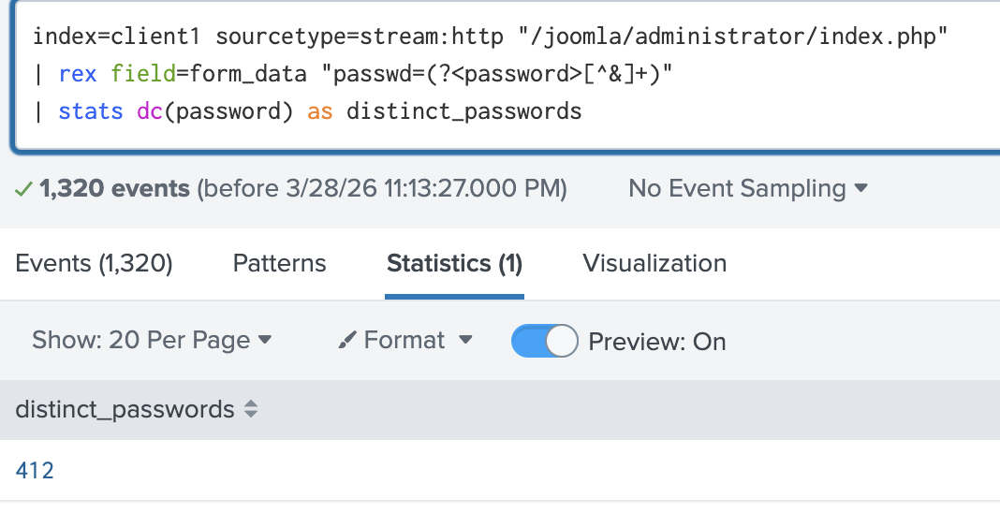 index=client1 sourcetype=stream:http "/joomla/administrator/index.php"
| rex field=form_data "passwd=(?<password>[^&]+)"
| stats dc(password) as distinct_passwords
1,320 events (before 3/28/26 11:13:27.000 PM) No Event Sampling
Events (1,320) Patterns Statistics (1) Visualization
Show: 20 Per Page Format Preview: On
distinct_passwords
412